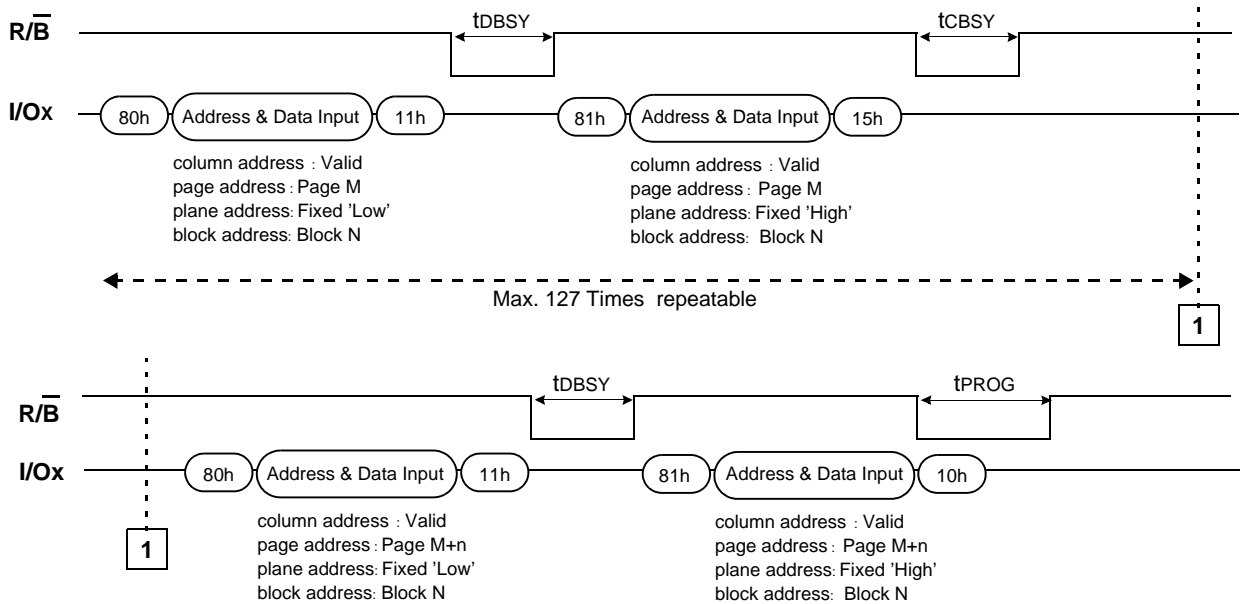 R/B tDBSY tCBSY
I/Ox 80h Address & Data Input 11h 81h Address & Data Input 15h
column address : Valid column address : Valid
page address : Page M page address : Page M
plane address: Fixed 'Low' plane address: Fixed 'High'
block address: Block N block address: Block N
Max. 127 Times repeatable
1
R/B tDBSY tPROG
I/Ox 80h Address & Data Input 11h 81h Address & Data Input 10h
1
column address : Valid column address : Valid
page address : Page M+n page address : Page M+n
plane address: Fixed 'Low' plane address: Fixed 'High'
block address: Block N block address: Block N